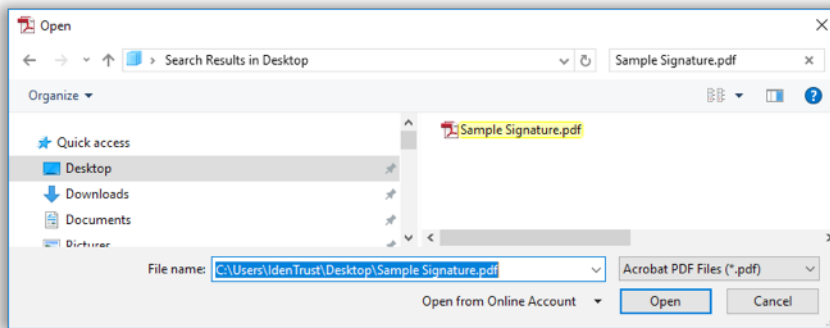 Open
Search Results in Desktop
Sample Signature.pdf
Organize
Quick access
Desktop
Downloads
Documents
Pictures
Sample Signature.pdf
File name: C:\Users\IdenTrust\Desktop\Sample Signature.pdf
Acrobat PDF Files (*.pdf)
Open from Online Account
Open
Cancel